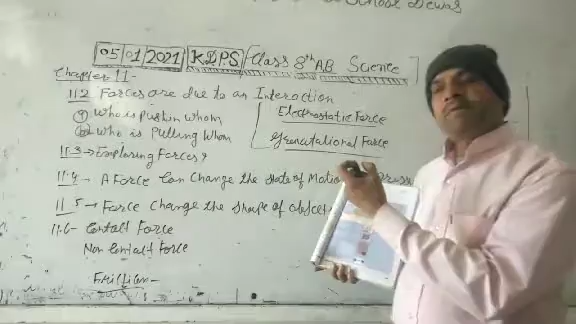 School Dewas
05 01 2021 K.D.P.S. Class 8th AB Science
Chapter 11-
11.2 Forces are due to an Interaction
(a) Who is Pushin whom
(b) Who is Pulling Whom
Electrostatic Force
Gravitational Force
11.3 → Exploring Forces?
11.4 - A Force Can Change the State of Motion
11.5 → Force Change the Shape of Object
11.6 - Contact Force
Non Contact Force
Friction -